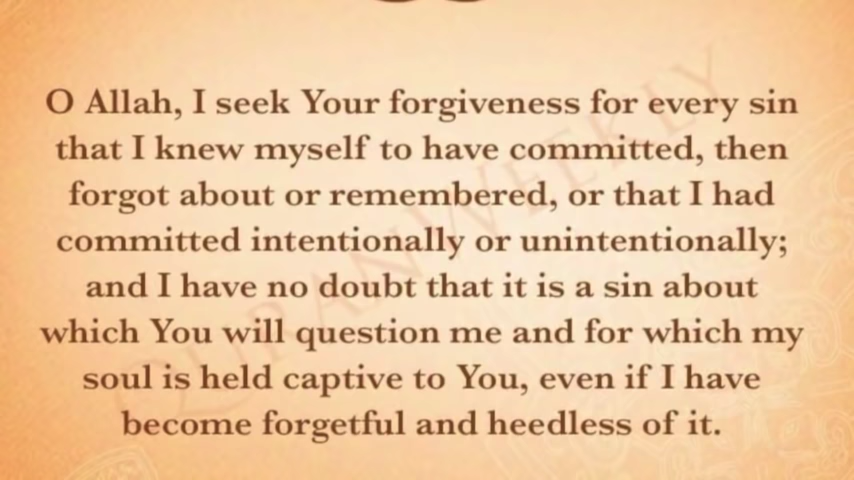 O Allah, I seek Your forgiveness for every sin
that I knew myself to have committed, then
forgot about or remembered, or that I had
committed intentionally or unintentionally;
and I have no doubt that it is a sin about
which You will question me and for which my
soul is held captive to You, even if I have
become forgetful and heedless of it.
QURAN WEEKLY